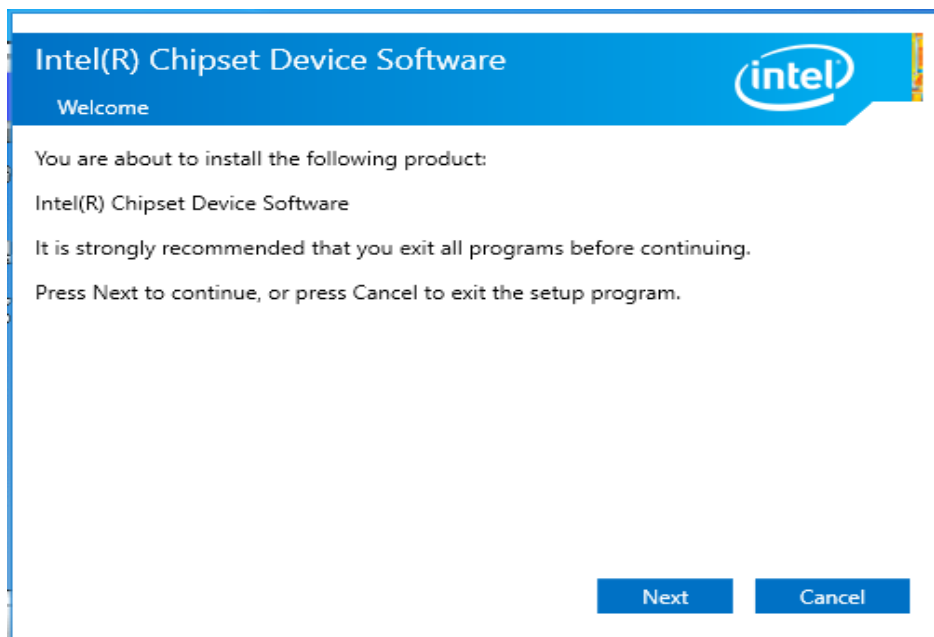 Intel(R) Chipset Device Software
intel
Welcome
You are about to install the following product:
Intel(R) Chipset Device Software
It is strongly recommended that you exit all programs before continuing.
Press Next to continue, or press Cancel to exit the setup program.
Next
Cancel